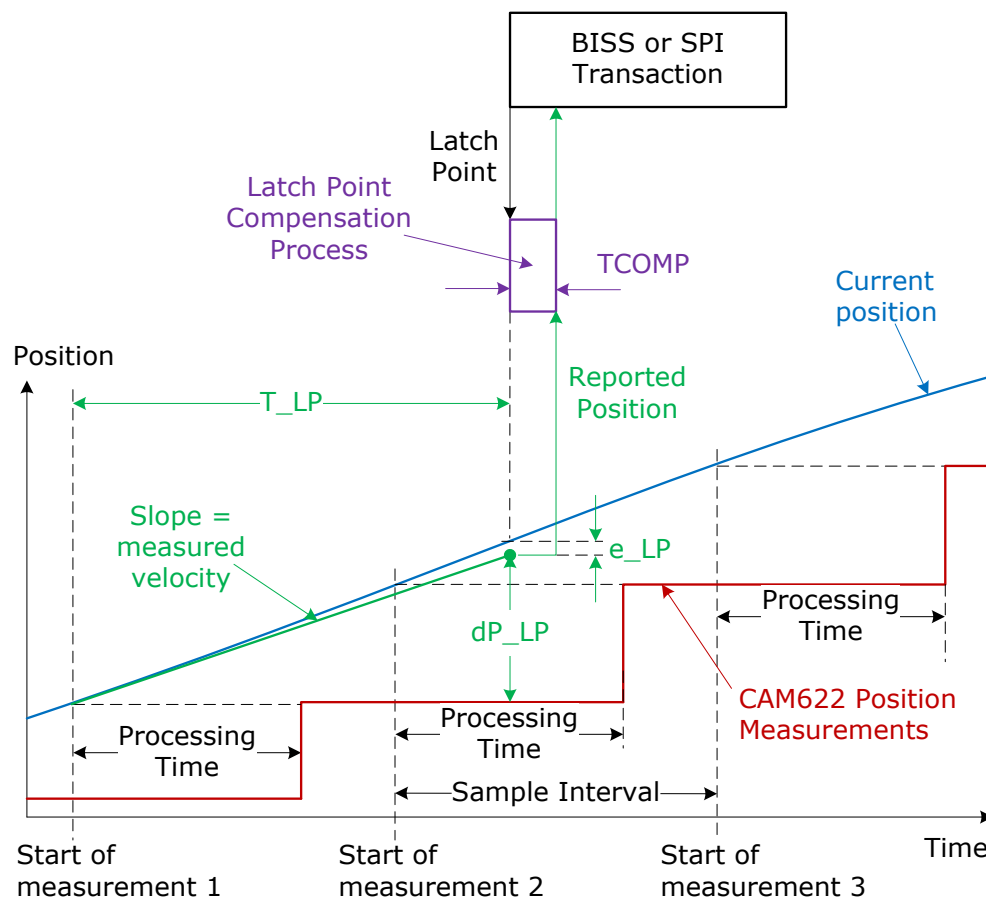 BISS or SPI
Transaction
Latch
Point
Latch Point
Compensation
Process
TCOMP
Current
position
Position
T_LP
Reported
Position
Slope =
measured
velocity
e_LP
dP_LP
Processing
Time
CAM622 Position
Measurements
Processing
Time
Processing
Time
Sample Interval
Time
Start of
measurement 1
Start of
measurement 2
Start of
measurement 3